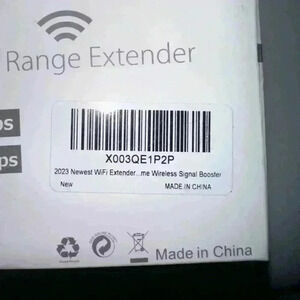 Range Extender
ps
ps
X003QE1P2P
2023 Newest WiFi Extender...me Wireless Signal Booster
New
MADE IN CHINA
Made in China